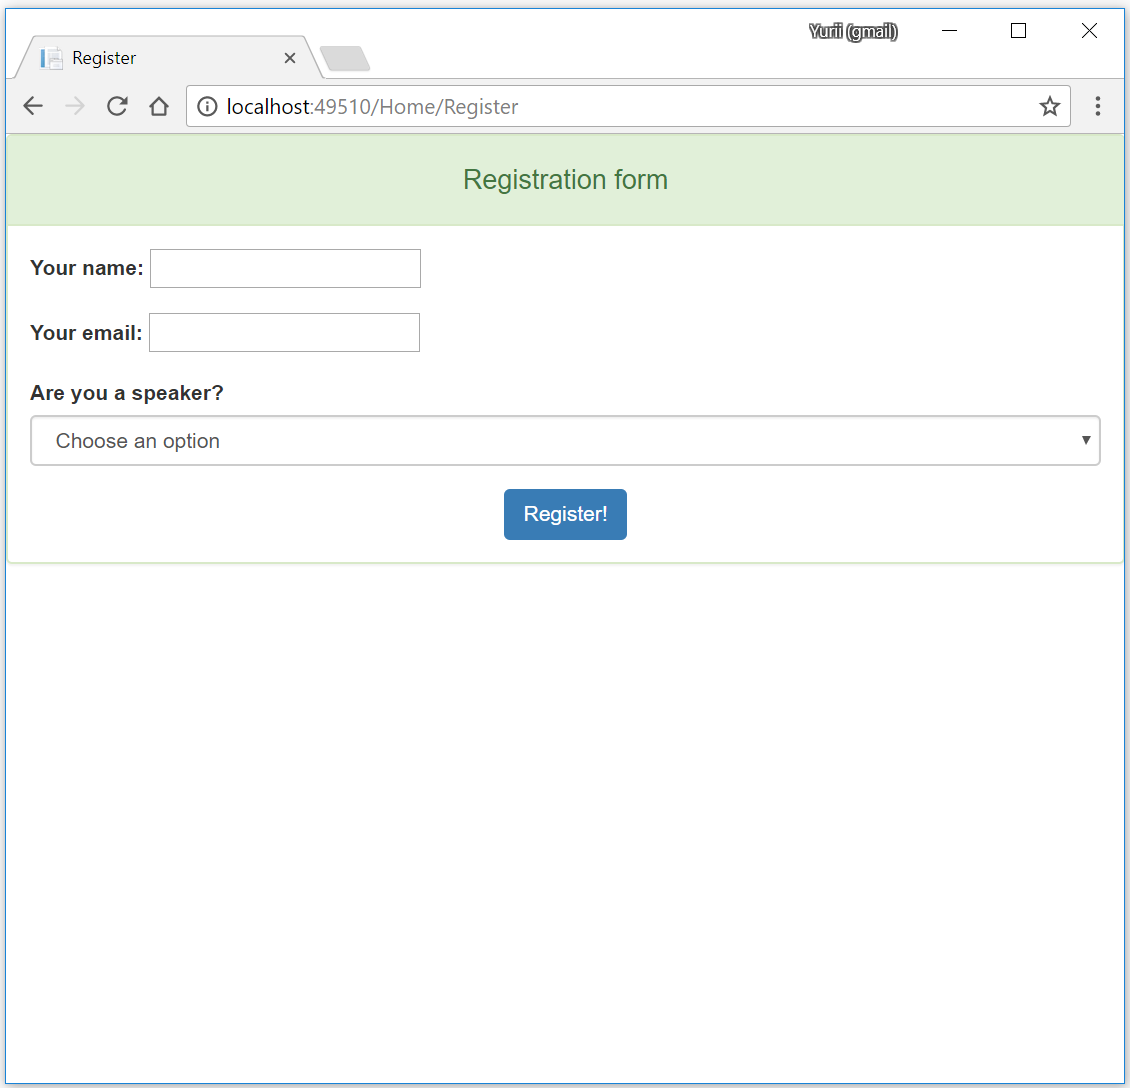 Yurii (gmail)
Register
localhost:49510/Home/Register
Registration form
Your name:
Your email:
Are you a speaker?
Choose an option
Register!